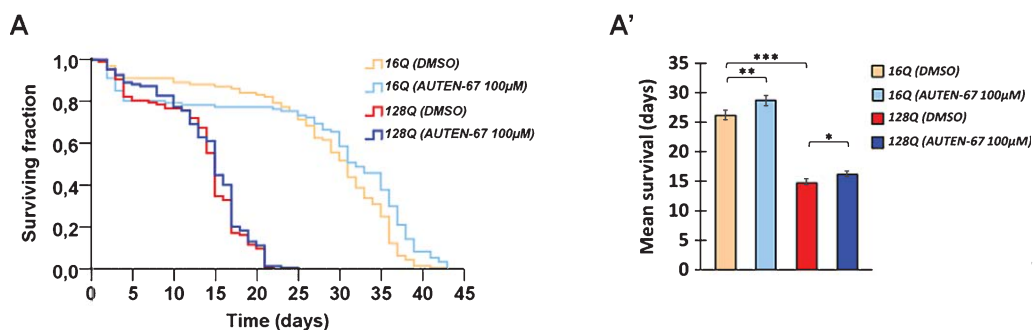 A
Surviving fraction
1,0
0,8
0,6
0,4
0,2
0,0
0 5 10 15 20 25 30 35 40 45
Time (days)
16Q (DMSO)
16Q (AUTEN-67 100µM)
128Q (DMSO)
128Q (AUTEN-67 100µM)
A'
Mean survival (days)
35
30
25
20
15
10
5
0
***
**
*
16Q (DMSO)
16Q (AUTEN-67 100µM)
128Q (DMSO)
128Q (AUTEN-67 100µM)